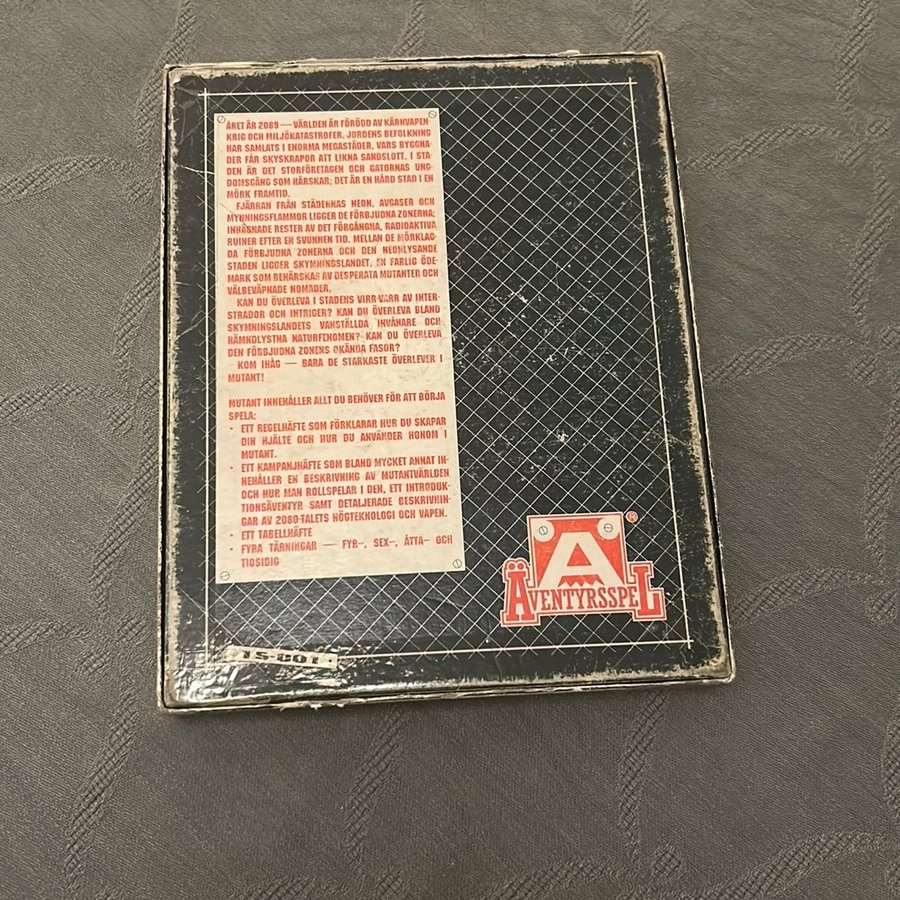 ÅRET ÄR 2089 — VÄRLDEN ÄR FÖRÖDD AV KÄRNVAPEN-
KRIG OCH MILJÖKATASTROFER. JORDENS BEFOLKNING
HAR SAMLATS I ENORMA MEGASTÄDER, VARS BYGGNA-
DER FÅR SKYSKRAPOR ATT LIKNA SANDSLOTT. I STA-
DEN ÄR DET STORFÖRETAGEN OCH GATORNAS UNG-
DOMSGÄNG SOM HÄRSKAR; DET ÄR EN HÅRD STAD I EN
MÖRK FRAMTID.
FJÄRRAN FRÅN STÄDERNAS NEON, AVGASER OCH
MYNNINGSFLAMMOR LIGGER DE FÖRBJUDNA ZONERNA;
INHÄGNADE RESTER AV DET FÖRGÅNGNA, RADIOAKTIVA
RUINER EFTER EN SVUNNEN TID. MELLAN DE MÖRKLAG-
DA FÖRBJUDNA ZONERNA OCH DEN NEONLYSANDE
STADEN LIGGER SKYMNINGSLANDET, EN FARLIG ÖDE-
MARK SOM BEHÄRSKAS AV DESPERATA MUTANTER OCH
VÄLBEVÄPNADE NOMADER.
KAN DU ÖVERLEVA I STADENS VIRR-VARR AV INTER-
STRADOR OCH INTRIGER? KAN DU ÖVERLEVA BLAND
SKYMNINGSLANDETS VANSTÄLLDA INVÅNARE OCH
HÄMNDLYSTNA NATURFENOMEN? KAN DU ÖVERLEVA
DEN FÖRBJUDNA ZONENS OKÄNDA FASOR?
KOM IHÅG — BARA DE STARKASTE ÖVERLEVER I
MUTANT!
MUTANT INNEHÅLLER ALLT DU BEHÖVER FÖR ATT BÖRJA
SPELA:
· ETT REGELHÄFTE SOM FÖRKLARAR HUR DU SKAPAR
DIN HJÄLTE OCH HUR DU ANVÄNDER HONOM I
MUTANT.
· ETT KAMPANJHÄFTE SOM BLAND MYCKET ANNAT IN-
NEHÅLLER EN BESKRIVNING AV MUTANTVÄRLDEN
OCH HUR MAN ROLLSPELAR I DEN, ETT INTRODUK-
TIONSÄVENTYR SAMT DETALJERADE BESKRIVNIN-
GAR AV 2080-TALETS HÖGTEKNOLOGI OCH VAPEN.
· ETT TABELLHÄFTE
· FYRA TÄRNINGAR — FYR-, SEX-, ÅTTA- OCH
TIOSIDIG
A ®
ÄVENTYRSSPEL
15-801